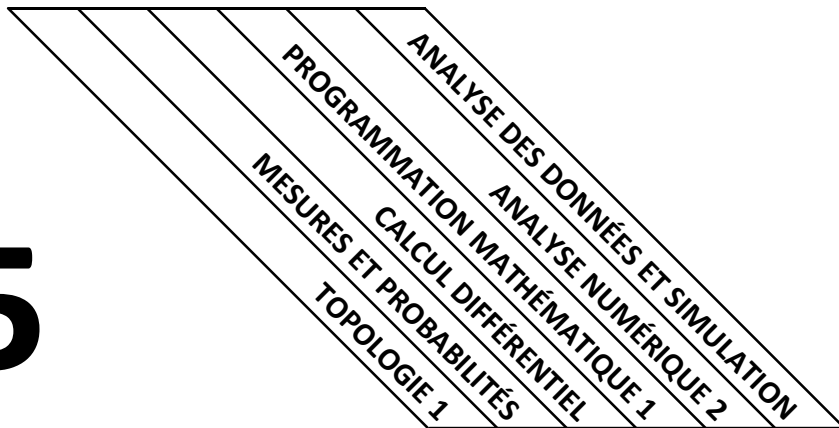 5
TOPOLOGIE 1
MESURES ET PROBABILITÉS
CALCUL DIFFÉRENTIEL
PROGRAMMATION MATHÉMATIQUE 1
ANALYSE NUMÉRIQUE 2
ANALYSE DES DONNÉES ET SIMULATION